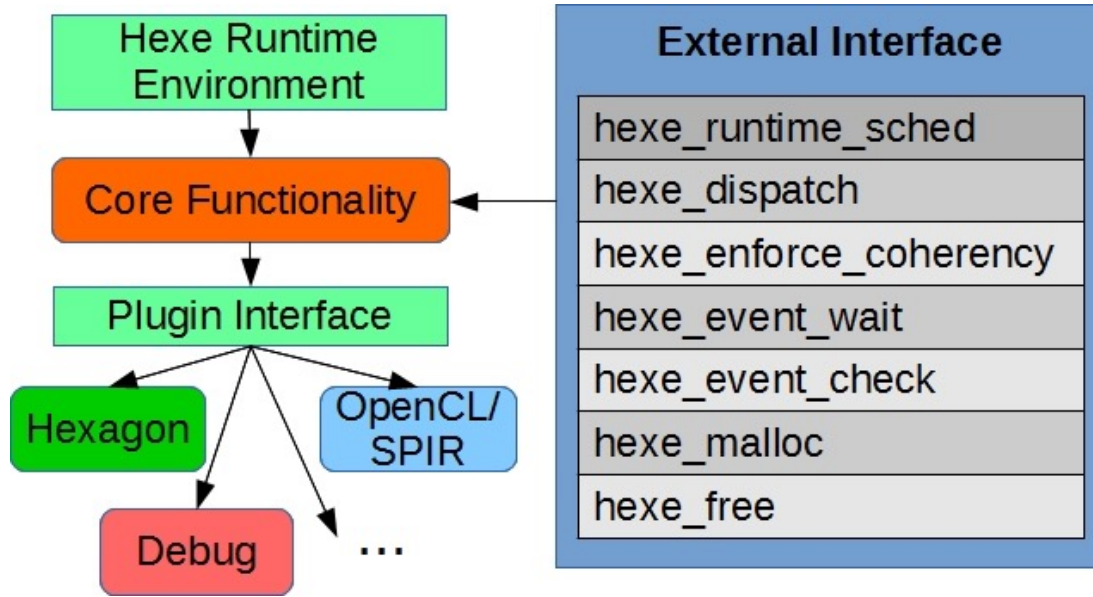 Hexe Runtime
Environment
Core Functionality
Plugin Interface
Hexagon
OpenCL/
SPIR
Debug
...
External Interface
hexe_runtime_sched
hexe_dispatch
hexe_enforce_coherency
hexe_event_wait
hexe_event_check
hexe_malloc
hexe_free